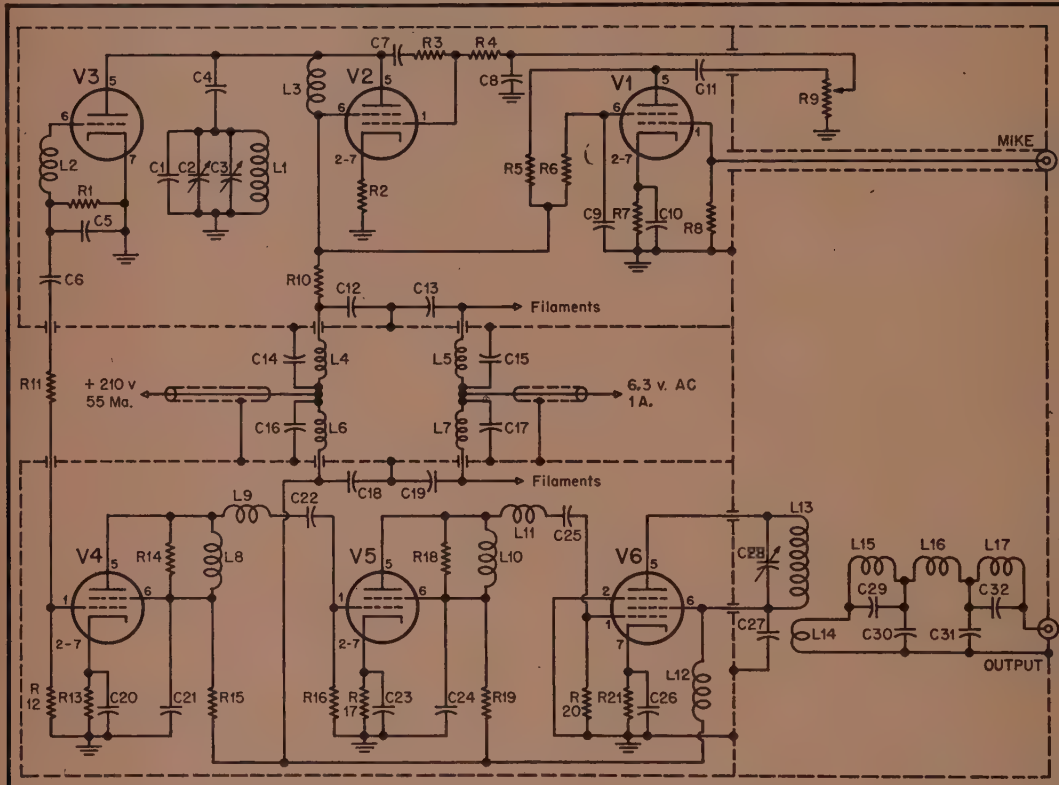 C7 R3 R4
V3 C4 V2 V1 C11
5 L3 5 C8 5 R9
6 6 1 6 1 MIKE
L2 7 C1 C2 C3 L1 2-7 R5 R6 2-7
R1 R2 C9 R7 C10 R8
C5
C6
R10 C12 C13 Filaments
C14 L4 L5 C15
R11 + 210 v 6.3 v. AC
55 Ma. 1 A.
C16 L6 L7 C17
C18 C19 Filaments
L9 C22 L11 C25 L13
V4 R14 L8 V5 R18 L10 V6 C28 L15 L16 L17
5 5 5
1 6 1 6 2 6 C29 C32
1
2-7 2-7 7 C27 L14 C30 C31
L12 OUTPUT
R R13 C20 C21 R15 R16 R C23 C24 R19 R R21 C26
12 17 20